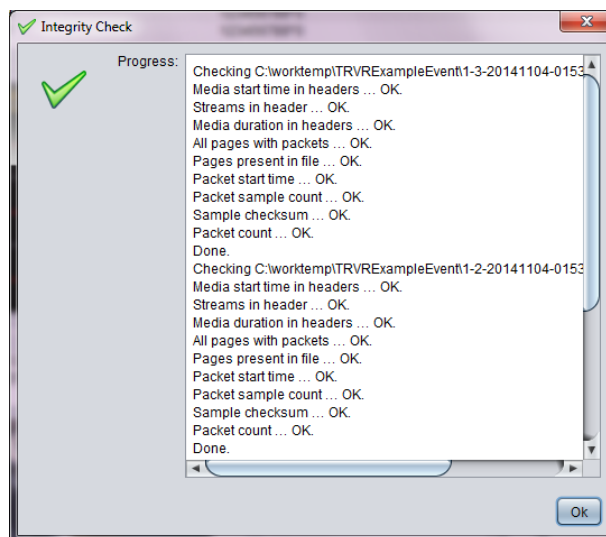 Integrity Check
Progress:
Checking C:\worktemp\TRVRExampleEvent\1-3-20141104-0153
Media start time in headers ... OK.
Streams in header ... OK.
Media duration in headers ... OK.
All pages with packets ... OK.
Pages present in file ... OK.
Packet start time ... OK.
Packet sample count ... OK.
Sample checksum ... OK.
Packet count ... OK.
Done.
Checking C:\worktemp\TRVRExampleEvent\1-2-20141104-0153
Media start time in headers ... OK.
Streams in header ... OK.
Media duration in headers ... OK.
All pages with packets ... OK.
Pages present in file ... OK.
Packet start time ... OK.
Packet sample count ... OK.
Sample checksum ... OK.
Packet count ... OK.
Done.
Ok